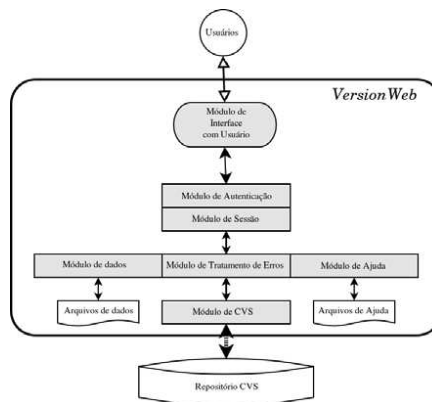 Usuários
VersionWeb
Módulo de
Interface
com Usuário
Módulo de Autenticação
Módulo de Sessão
Módulo de dados
Módulo de Tratamento de Erros
Módulo de Ajuda
Arquivos de dados
Módulo de CVS
Arquivos de Ajuda
Repositório CVS